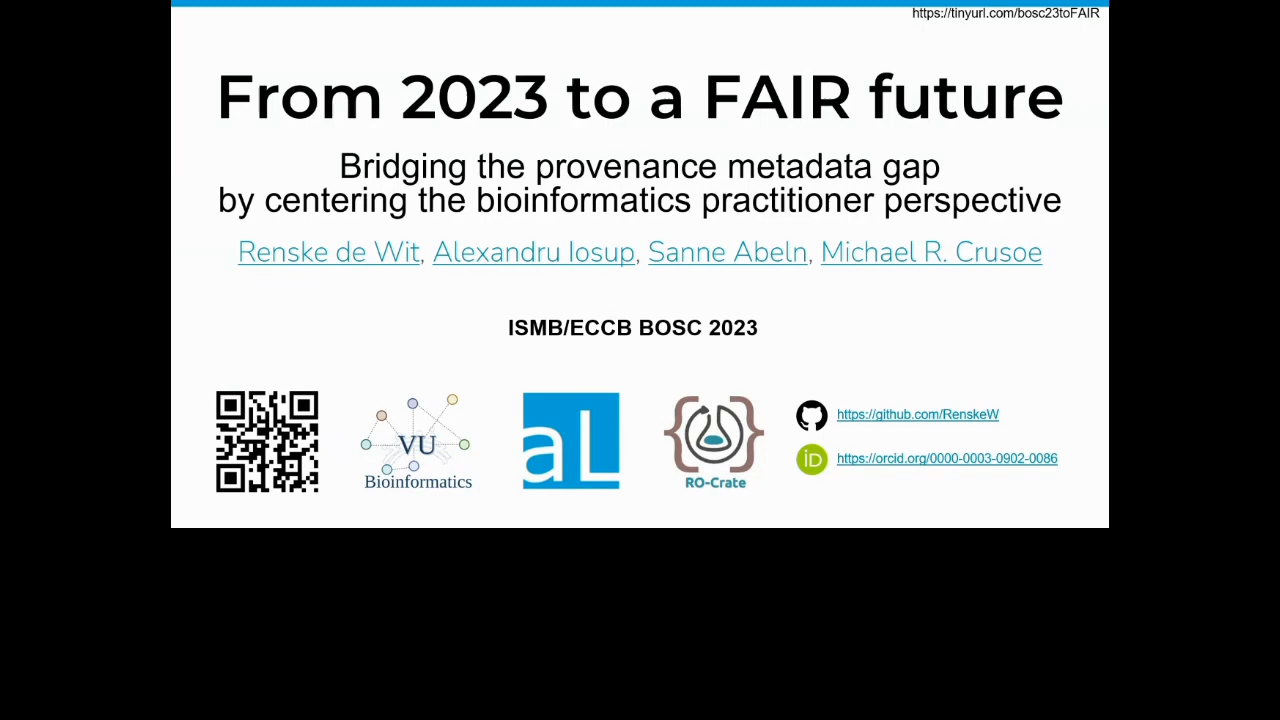 https://tinyurl.com/bosc23toFAIR
From 2023 to a FAIR future
Bridging the provenance metadata gap
by centering the bioinformatics practitioner perspective
Renske de Wit, Alexandru Iosup, Sanne Abeln, Michael R. Crusoe
ISMB/ECCB BOSC 2023
VU
Bioinformatics
aL
RO-Crate
https://github.com/RenskeW
iD
https://orcid.org/0000-0003-0902-0086